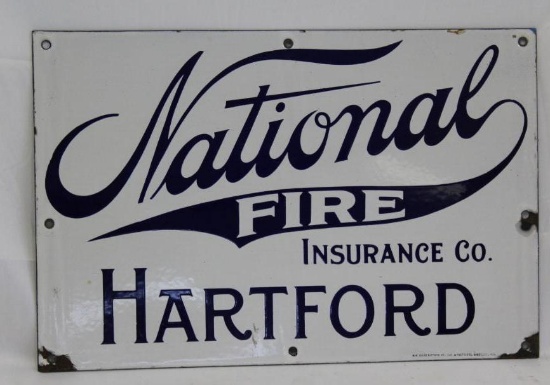 National
FIRE
INSURANCE CO.
HARTFORD